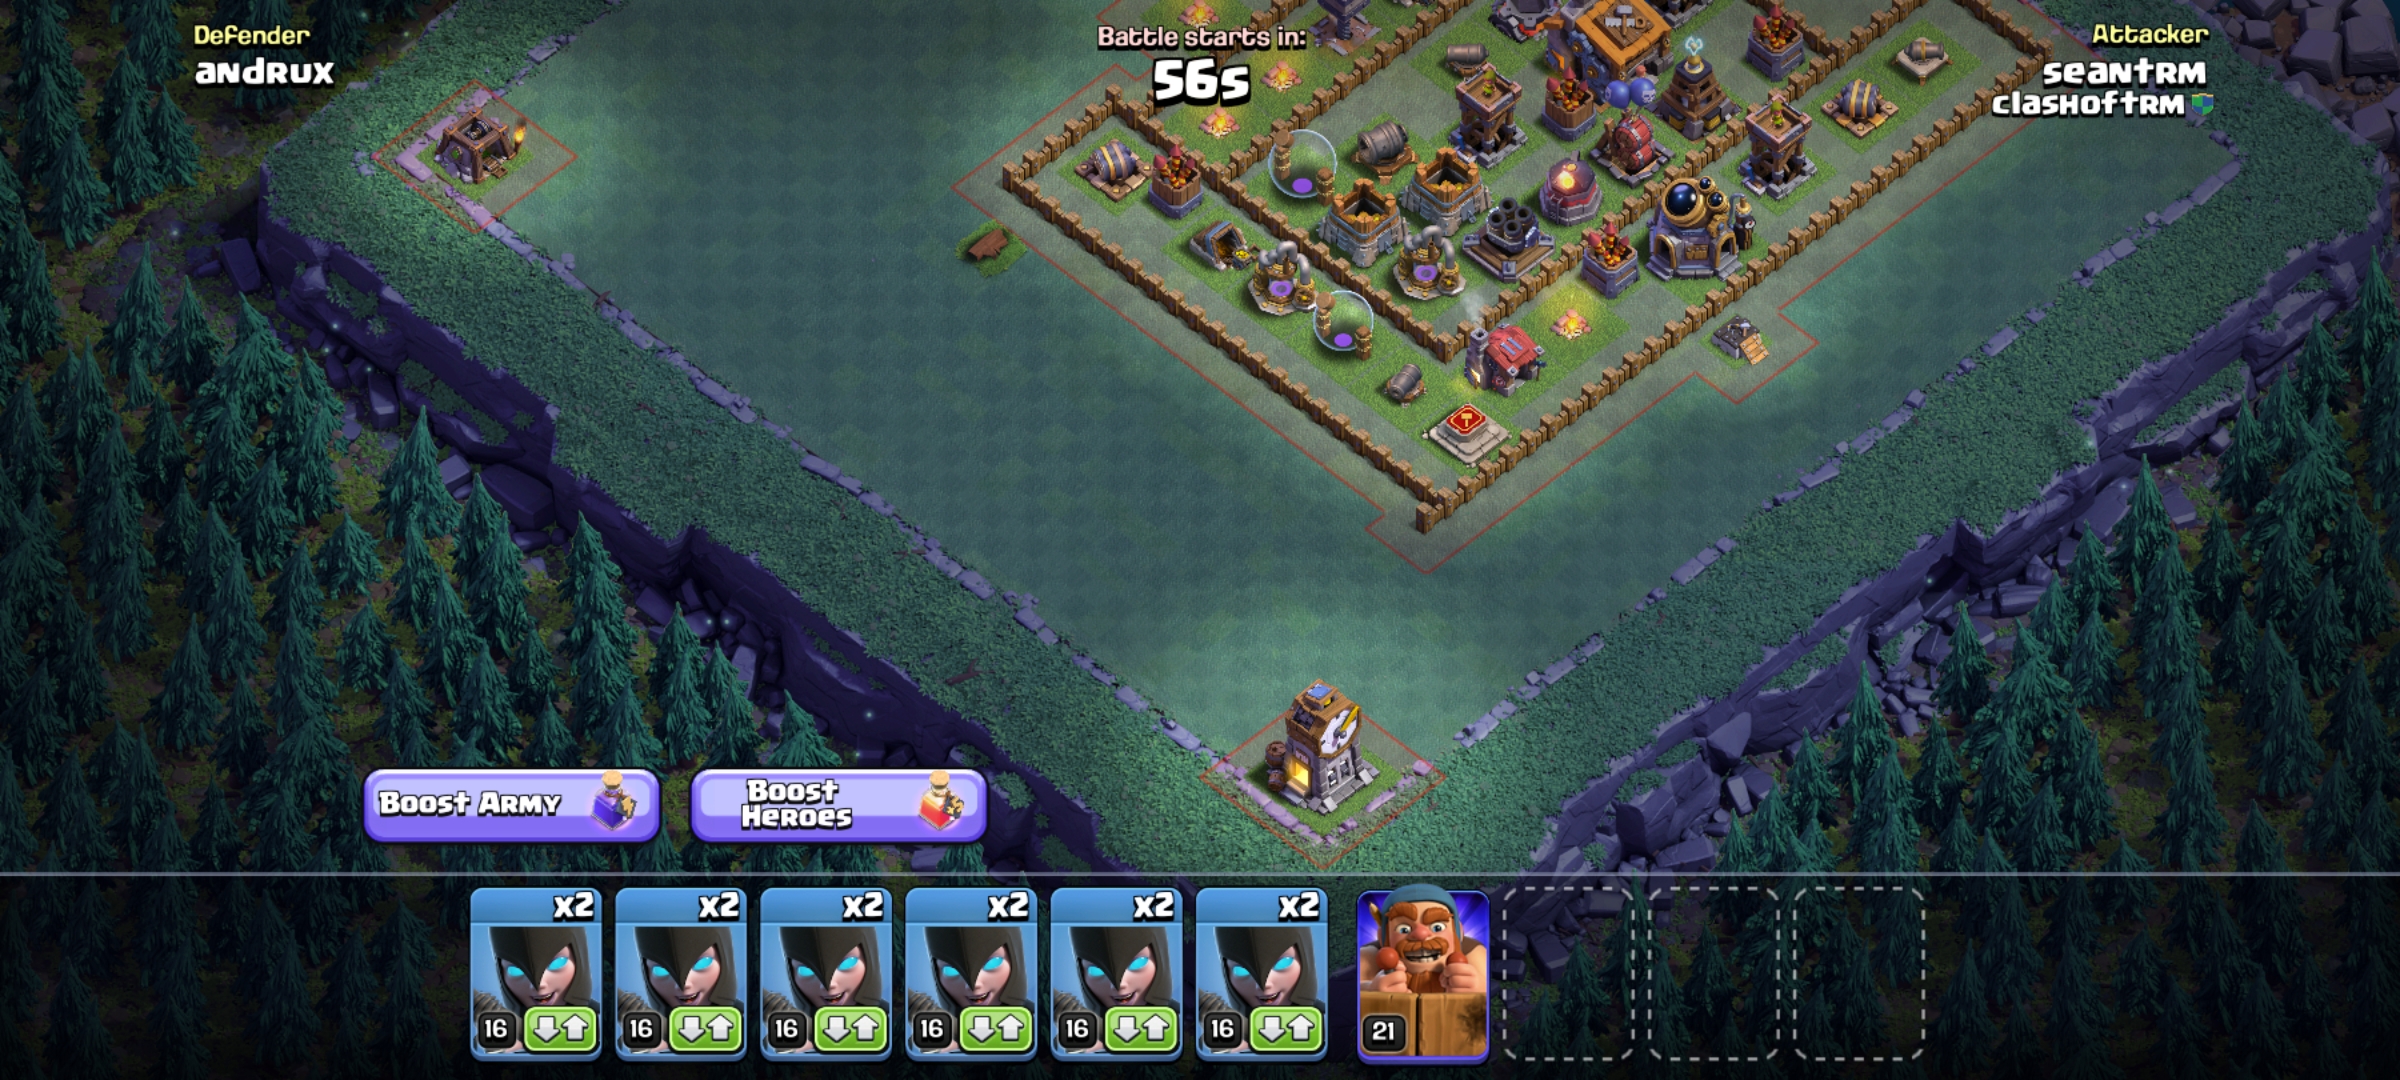 Defender
andrux
Battle starts in:
56s
Attacker
seantrm
clashoftrm
Boost Army
Boost
Heroes
x2
x2
x2
x2
x2
x2
16
16
16
16
16
16
21